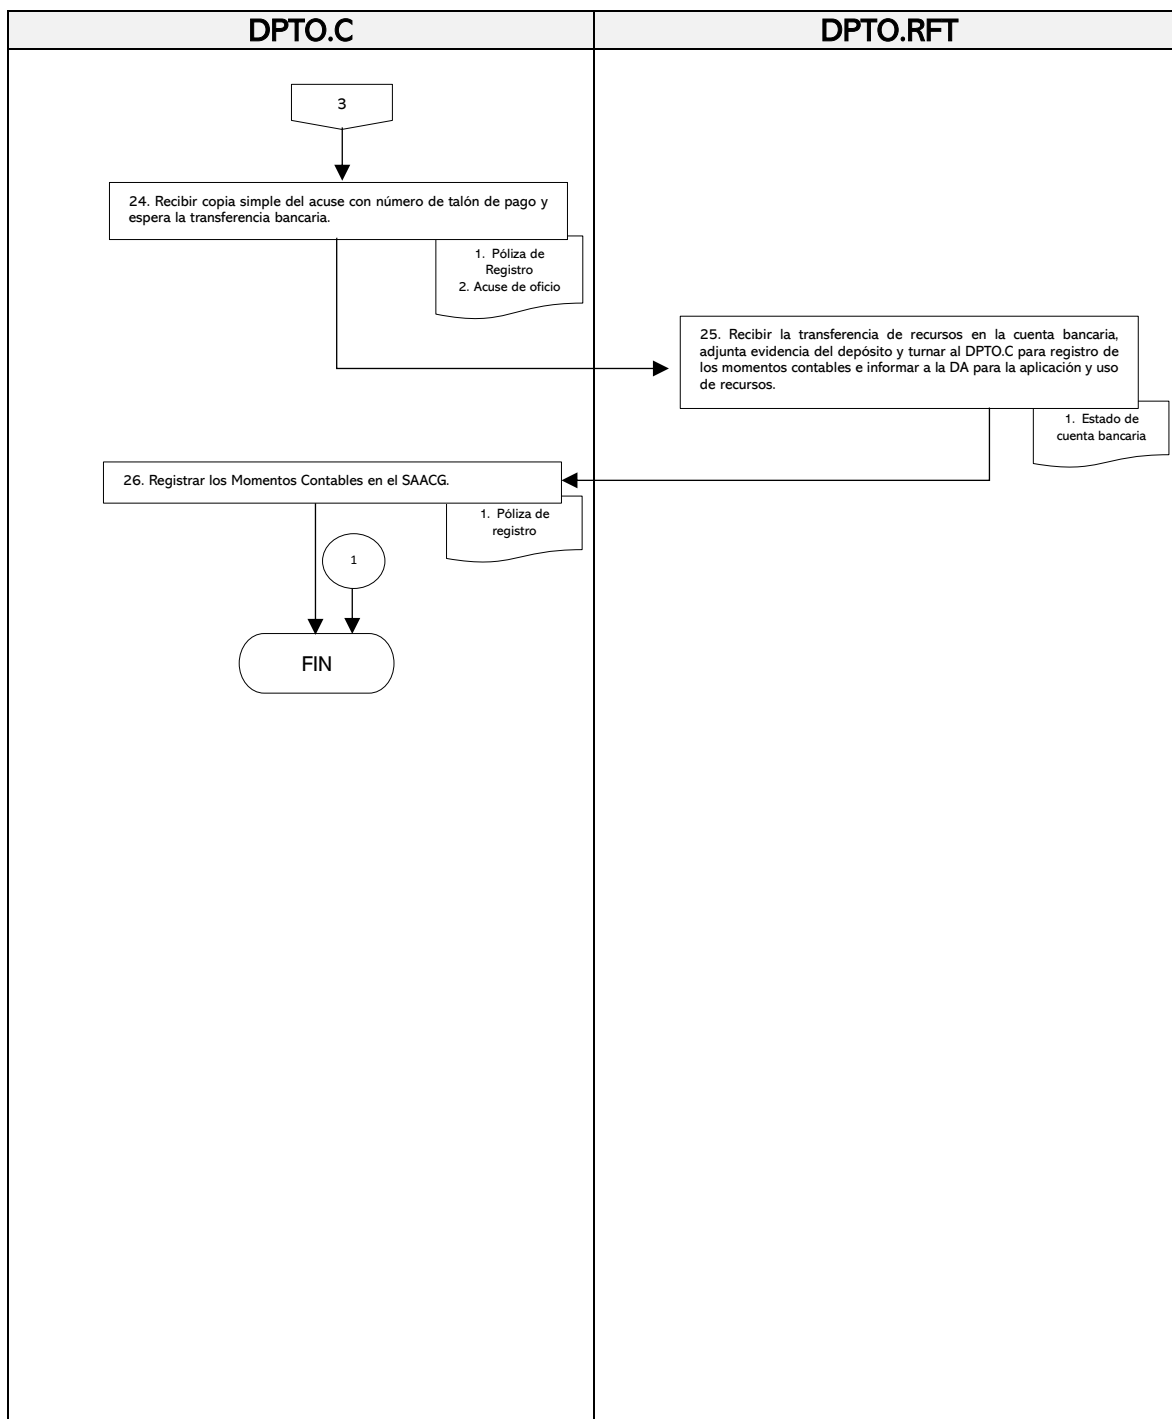 DPTO.C
DPTO.RFT
3
24. Recibir copia simple del acuse con número de talón de pago y
espera la transferencia bancaria.
1. Póliza de
Registro
2. Acuse de oficio
25. Recibir la transferencia de recursos en la cuenta bancaria,
adjunta evidencia del depósito y turnar al DPTO.C para registro de
los momentos contables e informar a la DA para la aplicación y uso
de recursos.
1. Estado de
cuenta bancaria
26. Registrar los Momentos Contables en el SAACG.
1. Póliza de
registro
1
FIN